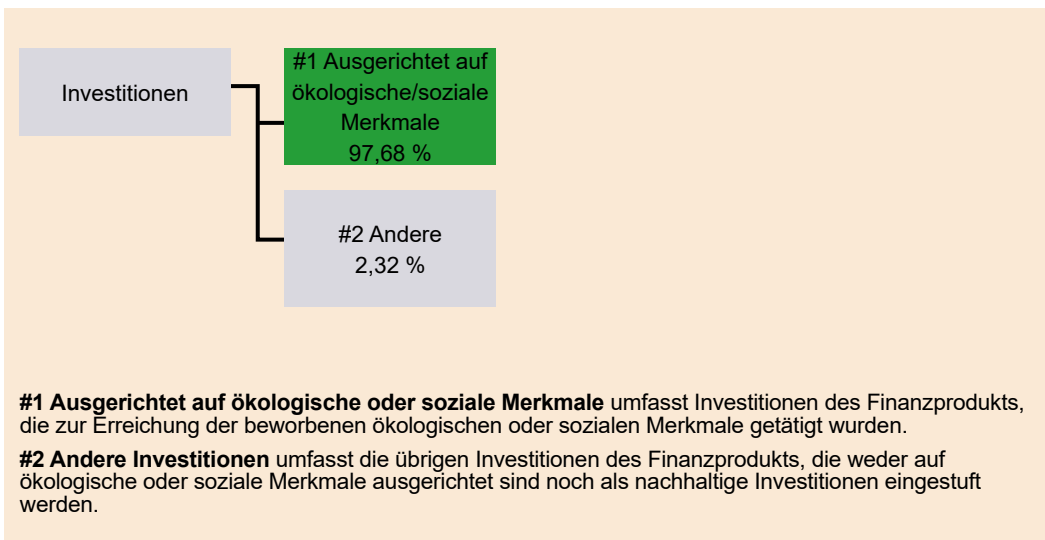 Investitionen
#1 Ausgerichtet auf
ökologische/soziale
Merkmale
97,68 %
#2 Andere
2,32 %
#1 Ausgerichtet auf ökologische oder soziale Merkmale umfasst Investitionen des Finanzprodukts,
die zur Erreichung der beworbenen ökologischen oder sozialen Merkmale getätigt wurden.
#2 Andere Investitionen umfasst die übrigen Investitionen des Finanzprodukts, die weder auf
ökologische oder soziale Merkmale ausgerichtet sind noch als nachhaltige Investitionen eingestuft
werden.